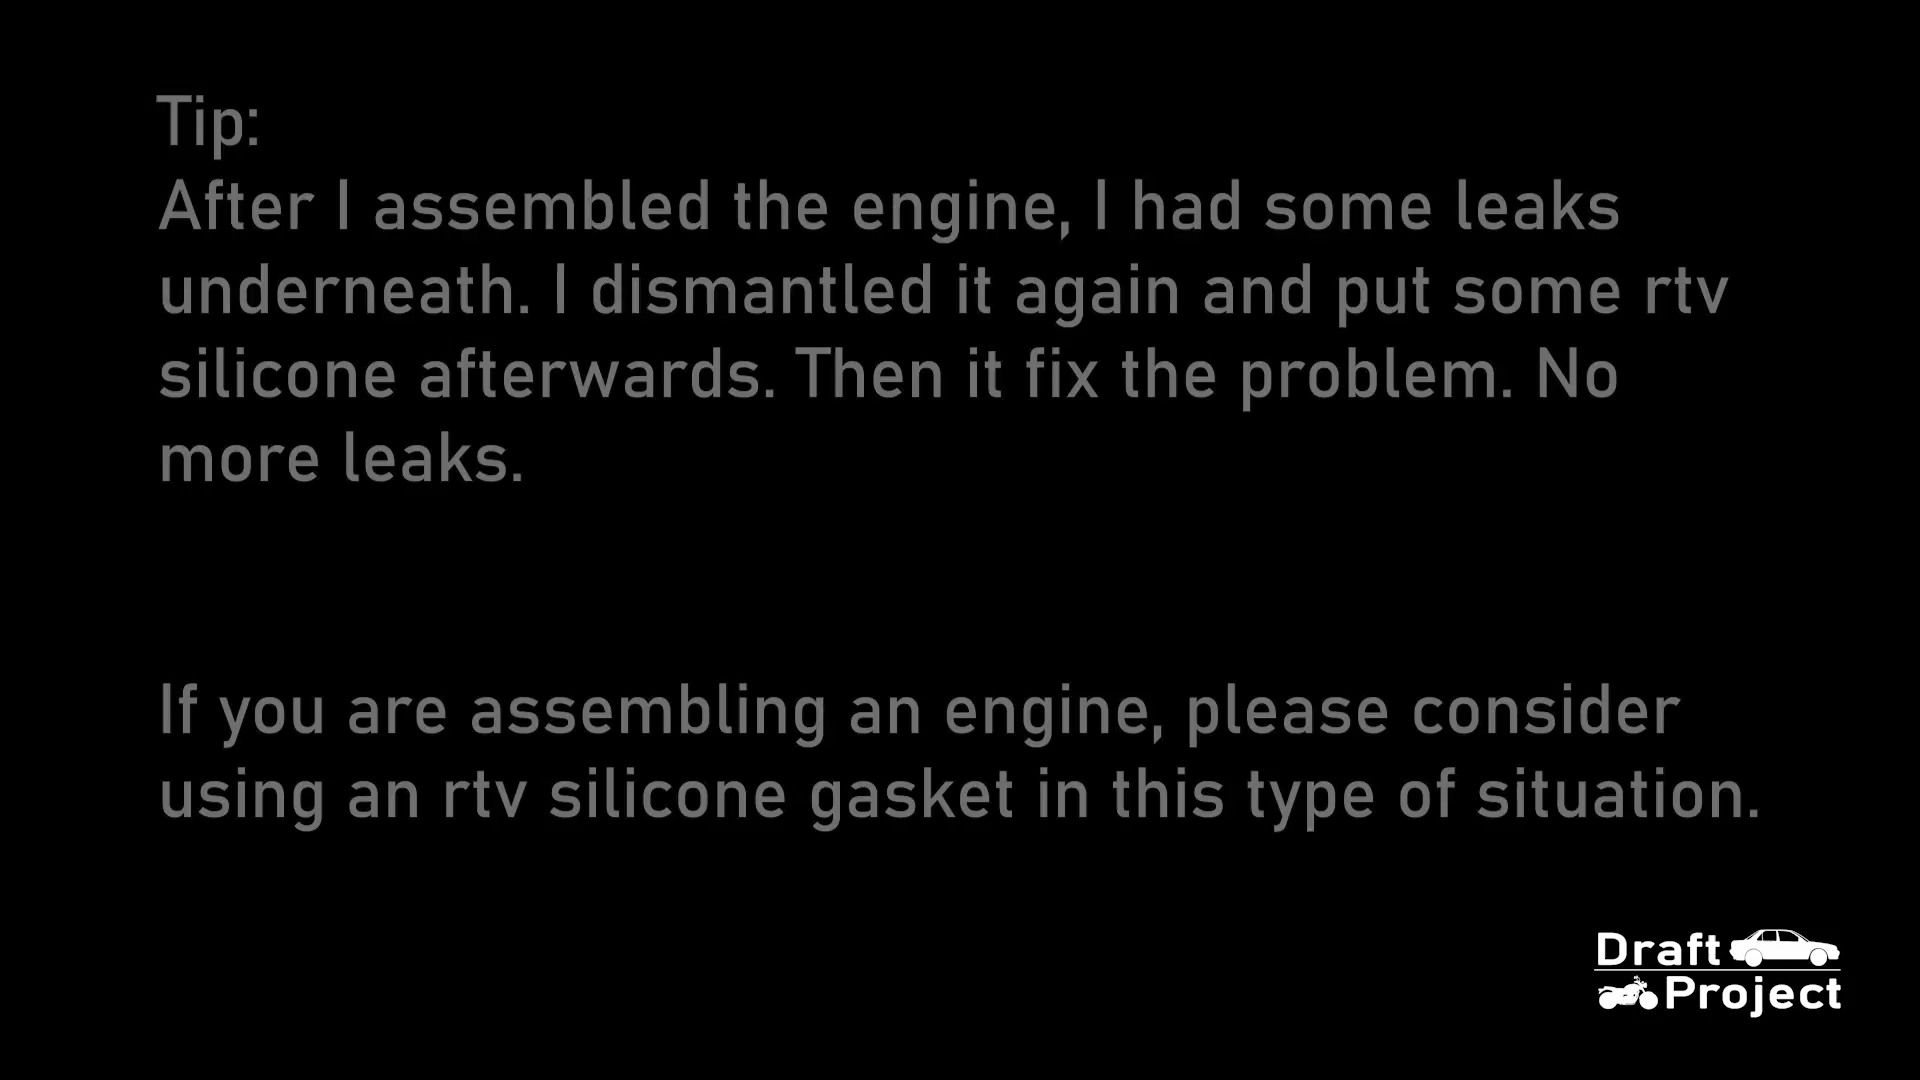 Tip:
After I assembled the engine, I had some leaks
underneath. I dismantled it again and put some rtv
silicone afterwards. Then it fix the problem. No
more leaks.
If you are assembling an engine, please consider
using an rtv silicone gasket in this type of situation.
Draft
Project